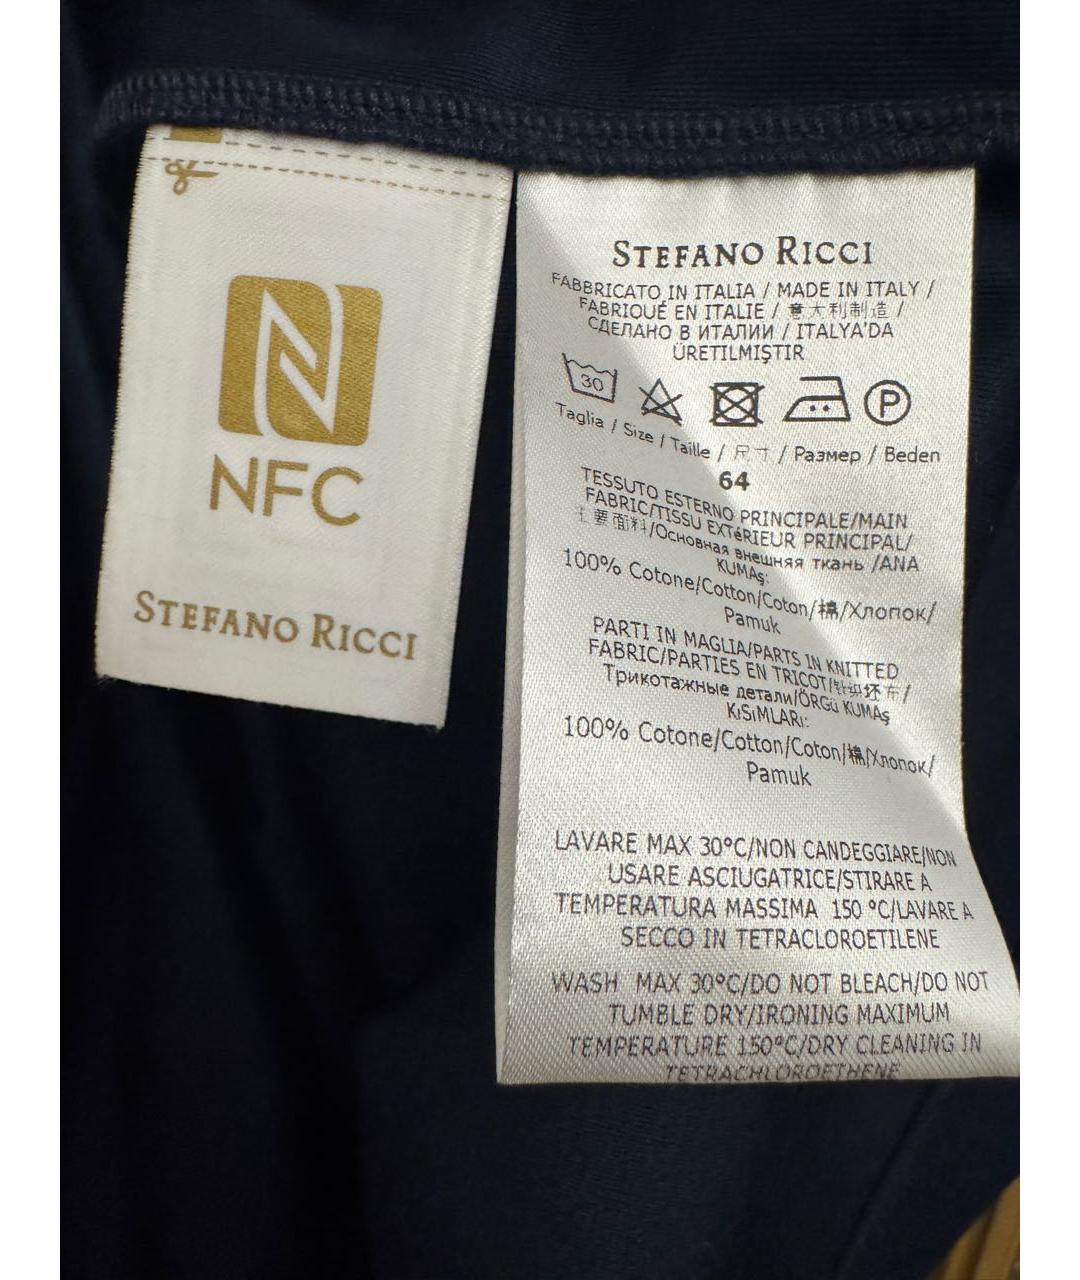 NFC
STEFANO RICCI
STEFANO RICCI
FABBRICATO IN ITALIA / MADE IN ITALY /
FABRIQUÉ EN ITALIE / 意大利制造 /
СДЕЛАНО В ИТАЛИИ / ITALYA'DA
ÜRETILMIŞTIR
30
P
Taglia / Size / Taille / 尺寸 / Размер / Beden
64
TESSUTO ESTERNO PRINCIPALE/MAIN
FABRIC/TISSU EXTéRIEUR PRINCIPAL/
主要面料/Основная внешняя ткань /ANA
KUMAş:
100% Cotone/Cotton/Coton/棉/Хлопок/
Pamuk
PARTI IN MAGLIA/PARTS IN KNITTED
FABRIC/PARTIES EN TRICOT/针织坯布/
Трикотажные детали/ÖRGü KUMAş
KıSıMLARı:
100% Cotone/Cotton/Coton/棉/Хлопок/
Pamuk
LAVARE MAX 30°C/NON CANDEGGIARE/NON
USARE ASCIUGATRICE/STIRARE A
TEMPERATURA MASSIMA 150 °C/LAVARE A
SECCO IN TETRACLOROETILENE
WASH MAX 30°C/DO NOT BLEACH/DO NOT
TUMBLE DRY/IRONING MAXIMUM
TEMPERATURE 150°C/DRY CLEANING IN
TETRACHLOROETHENE